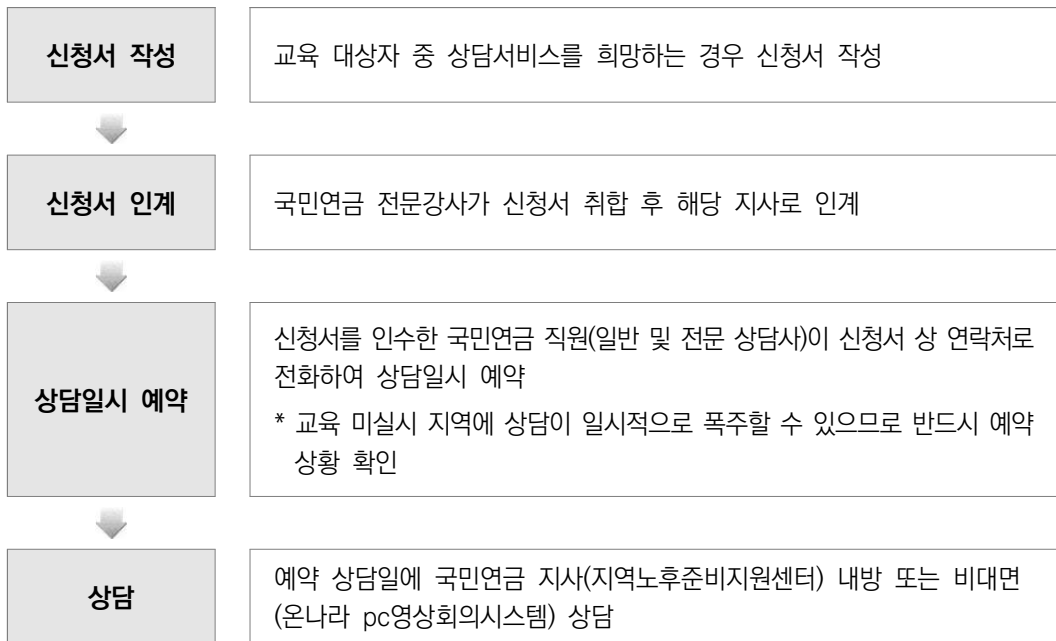 신청서 작성
교육 대상자 중 상담서비스를 희망하는 경우 신청서 작성
신청서 인계
국민연금 전문강사가 신청서 취합 후 해당 지사로 인계
상담일시 예약
신청서를 인수한 국민연금 직원(일반 및 전문 상담사)이 신청서 상 연락처로
전화하여 상담일시 예약
* 교육 미실시 지역에 상담이 일시적으로 폭주할 수 있으므로 반드시 예약
상황 확인
상담
예약 상담일에 국민연금 지사(지역노후준비지원센터) 내방 또는 비대면
(온나라 pc영상회의시스템) 상담